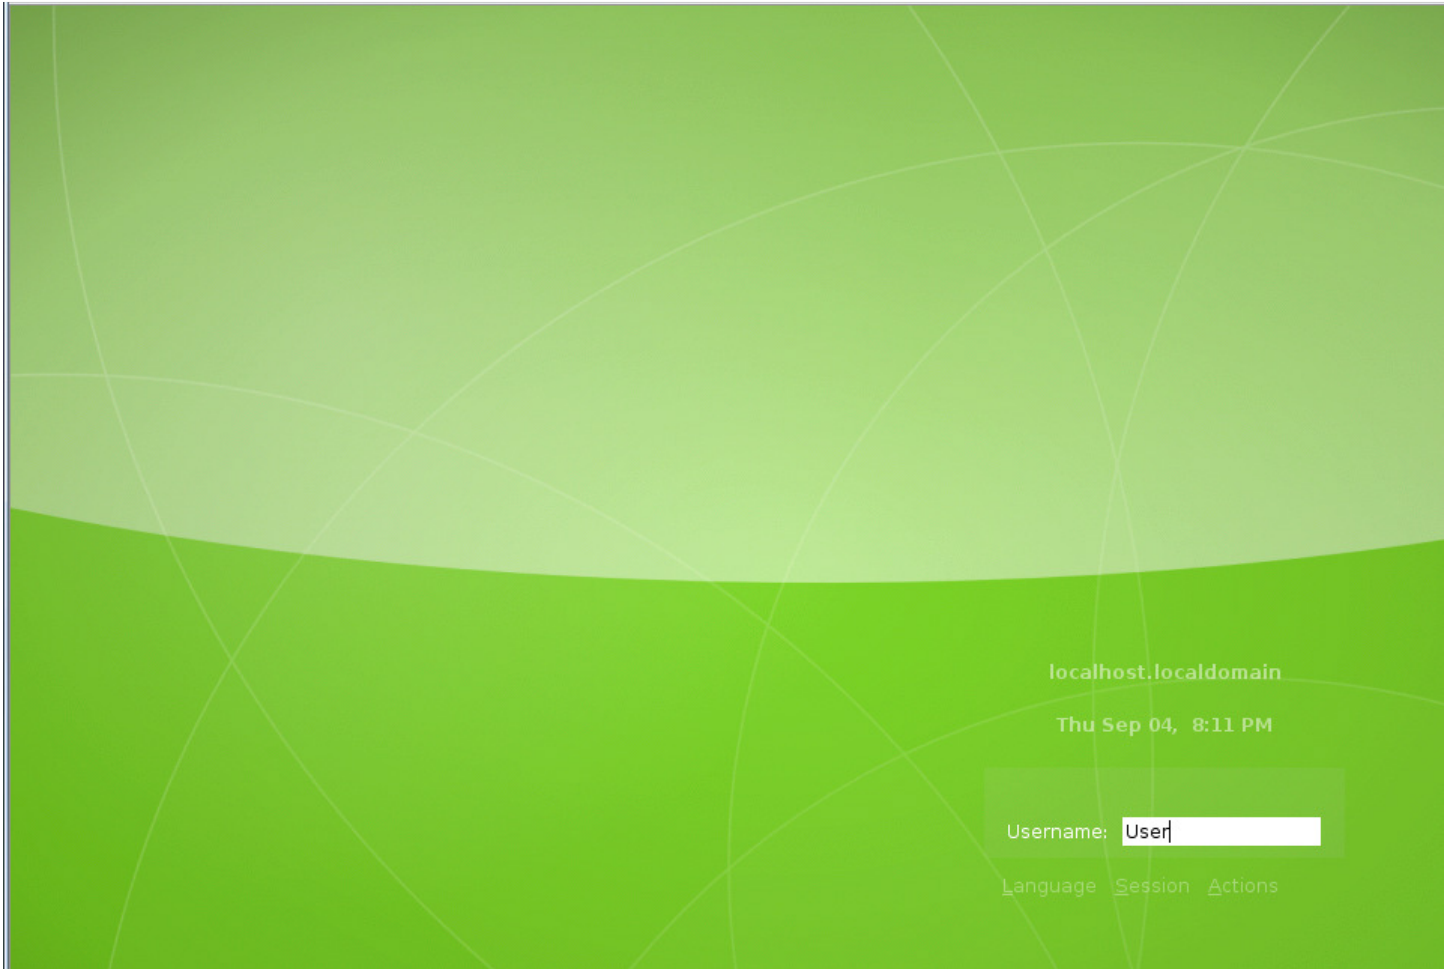 localhost.localdomain
Thu Sep 04,  8:11 PM
Username: User
Language Session Actions